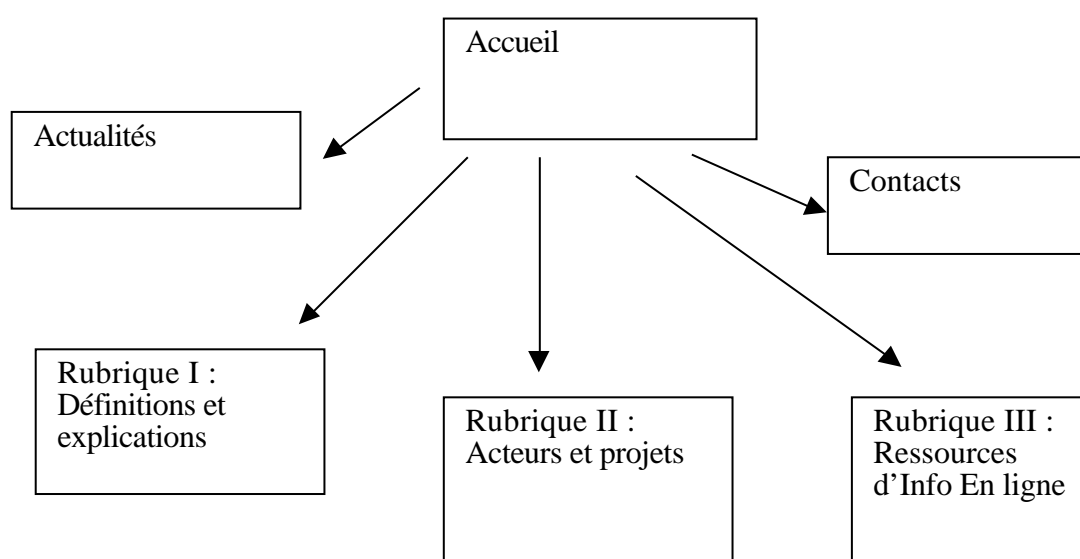 Accueil
Actualités
Contacts
Rubrique I :
Définitions et
explications
Rubrique II :
Acteurs et projets
Rubrique III :
Ressources
d’Info En ligne